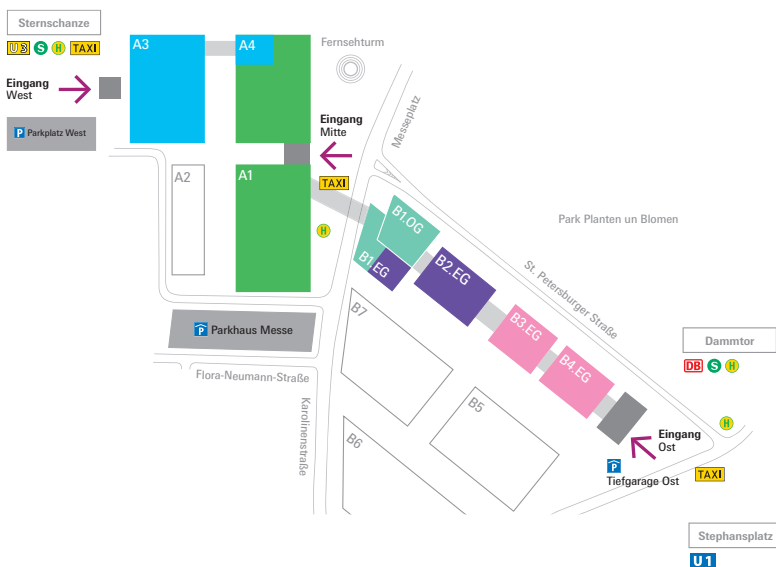 Sternschanze
U3 S H TAXI
Eingang
West
P Parkplatz West
A3
A4
Fernsehturm
Eingang
Mitte
TAXI
Messeplatz
A2
A1
H
B1.OG
B1.EG
B2.EG
Park Planten un Blomen
St. Petersburger Straße
B3.EG
B4.EG
B7
P Parkhaus Messe
Flora-Neumann-Straße
Karolinenstraße
B6
B5
Dammtor
DB S H
H
Eingang
Ost
P
Tiefgarage Ost
TAXI
Stephansplatz
U1